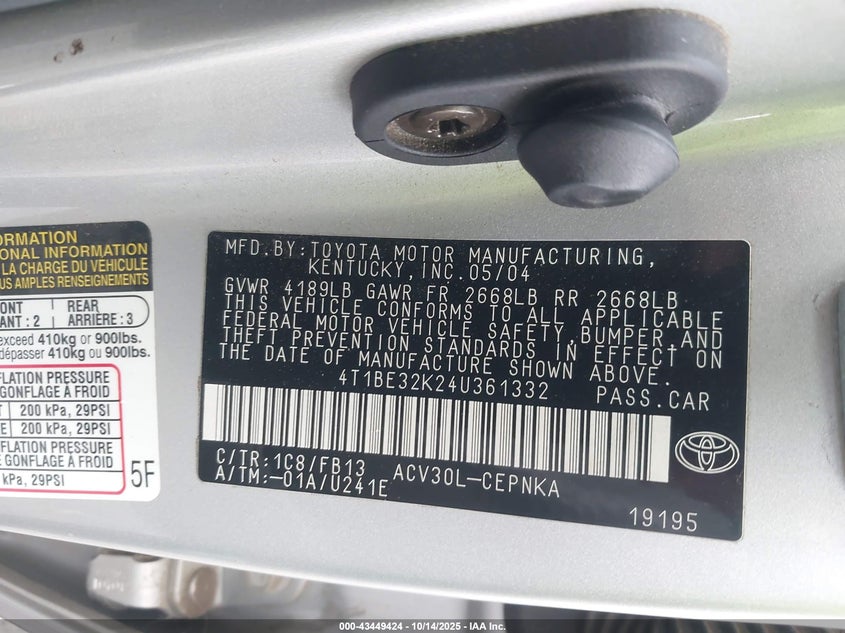 ORMATION
ONAL INFORMATION
LA CHARGE DU VÉHICULE
US AMPLES RENSEIGNEMENTS
ONT
ANT : 2
REAR
ARRIÈRE : 3
exceed 410kg or 900lbs.
dépasser 410kg ou 900lbs.
FLATION PRESSURE
GONFLAGE À FROID
200 kPa, 29PSI
E 200 kPa, 29PSI
FLATION PRESSURE
GONFLAGE À FROID
kPa, 29PSI
5F
MFD.BY:TOYOTA MOTOR MANUFACTURING,
KENTUCKY, INC.05/04
GVWR 4189LB GAWR FR 2668LB RR 2668LB
THIS VEHICLE CONFORMS TO ALL APPLICABLE
FEDERAL MOTOR VEHICLE SAFETY,BUMPER,AND
THEFT PREVENTION STANDARDS IN EFFECT ON
THE DATE OF MANUFACTURE SHOWN ABOVE.
4T1BE32K24U361332 PASS.CAR
C/TR:1C8/FB13 ACV30L-CEPNKA
A/TM:-01A/U241E
19195
000-43449424 | 10/14/2025 — IAA Inc.